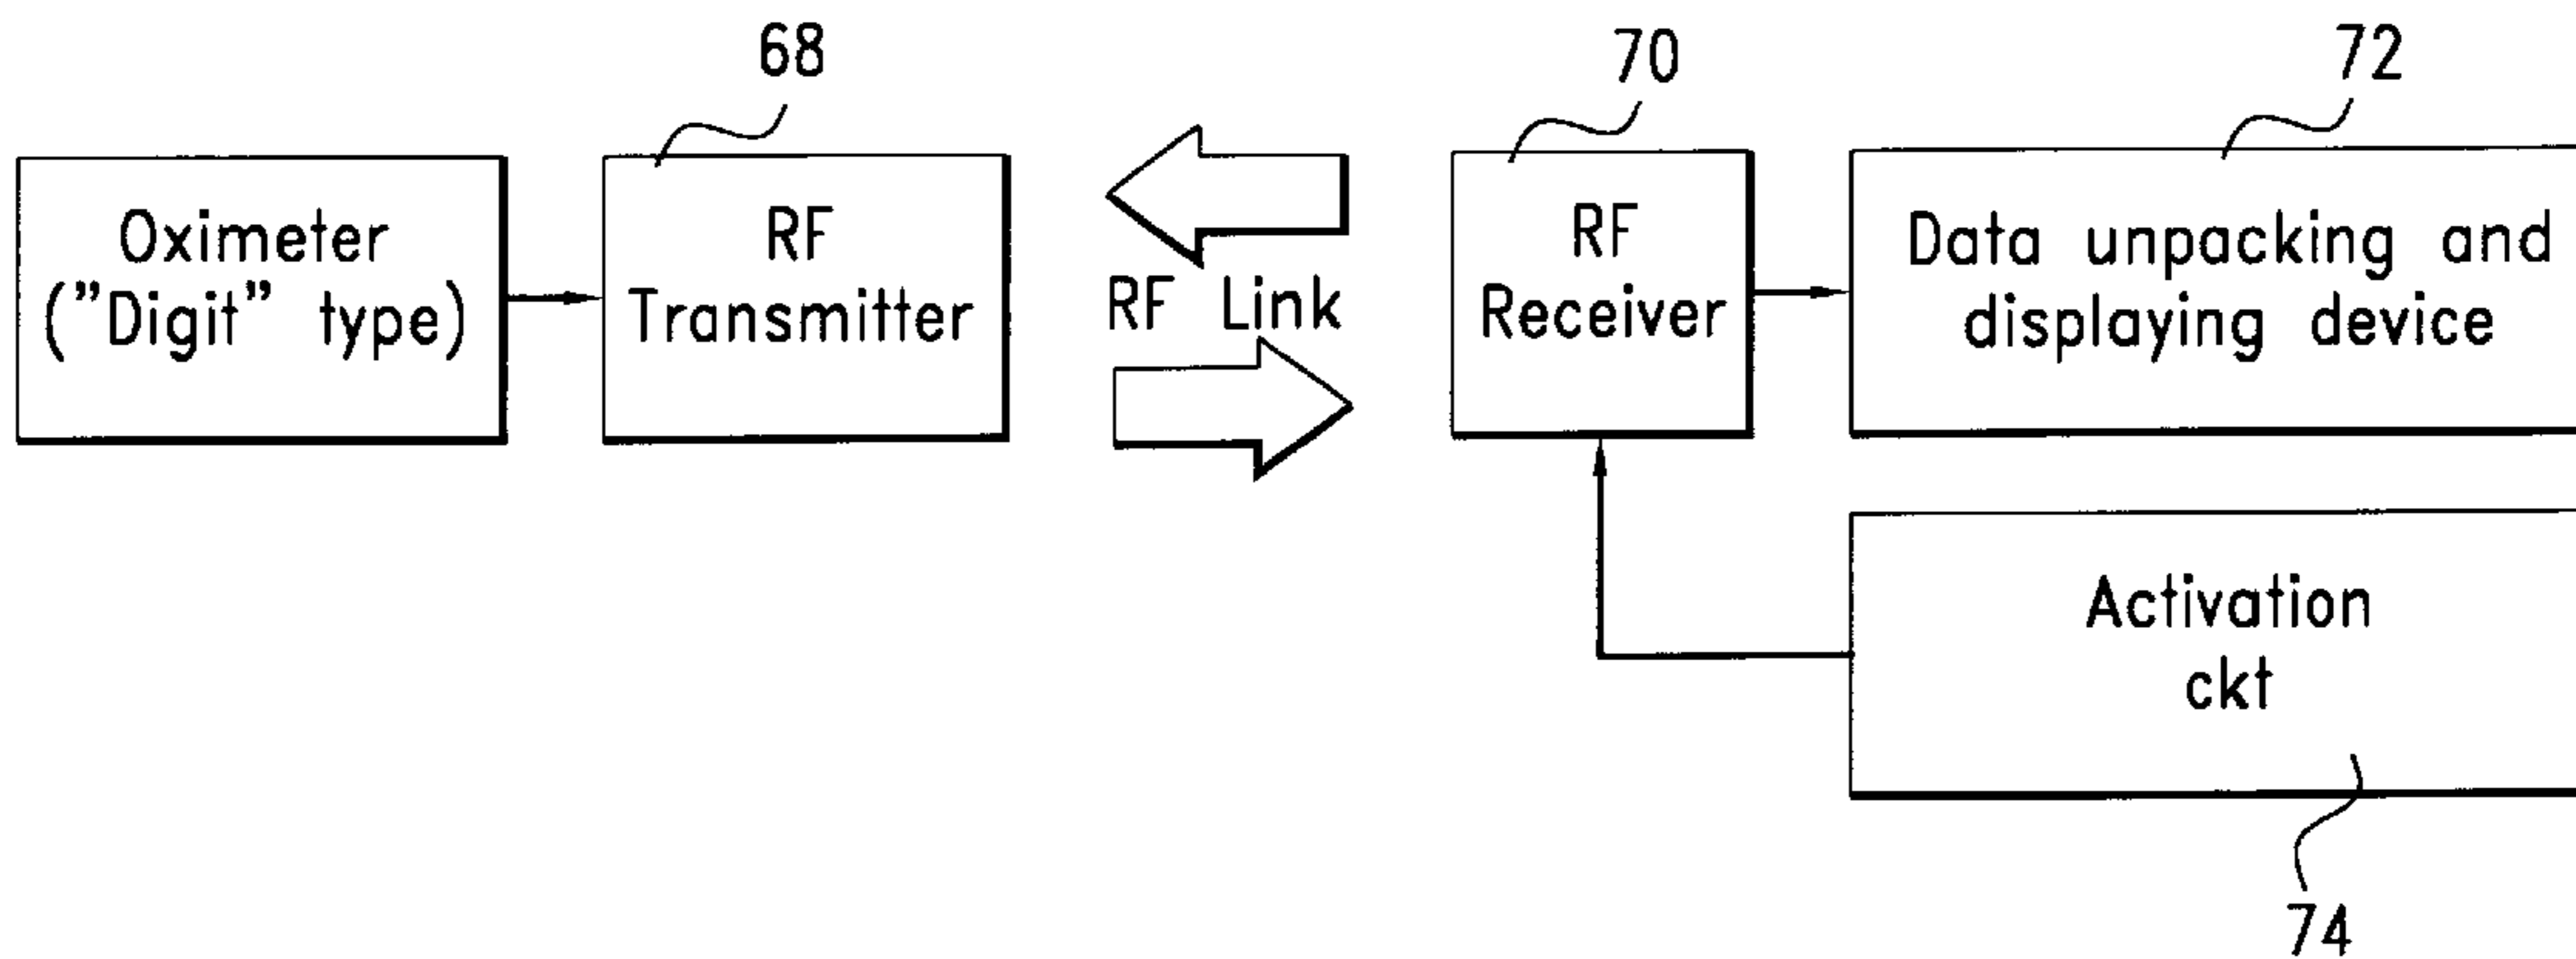 68
70
72
Oximeter
("Digit" type)
RF
Transmitter
RF Link
RF
Receiver
Data unpacking and
displaying device
Activation
ckt
74